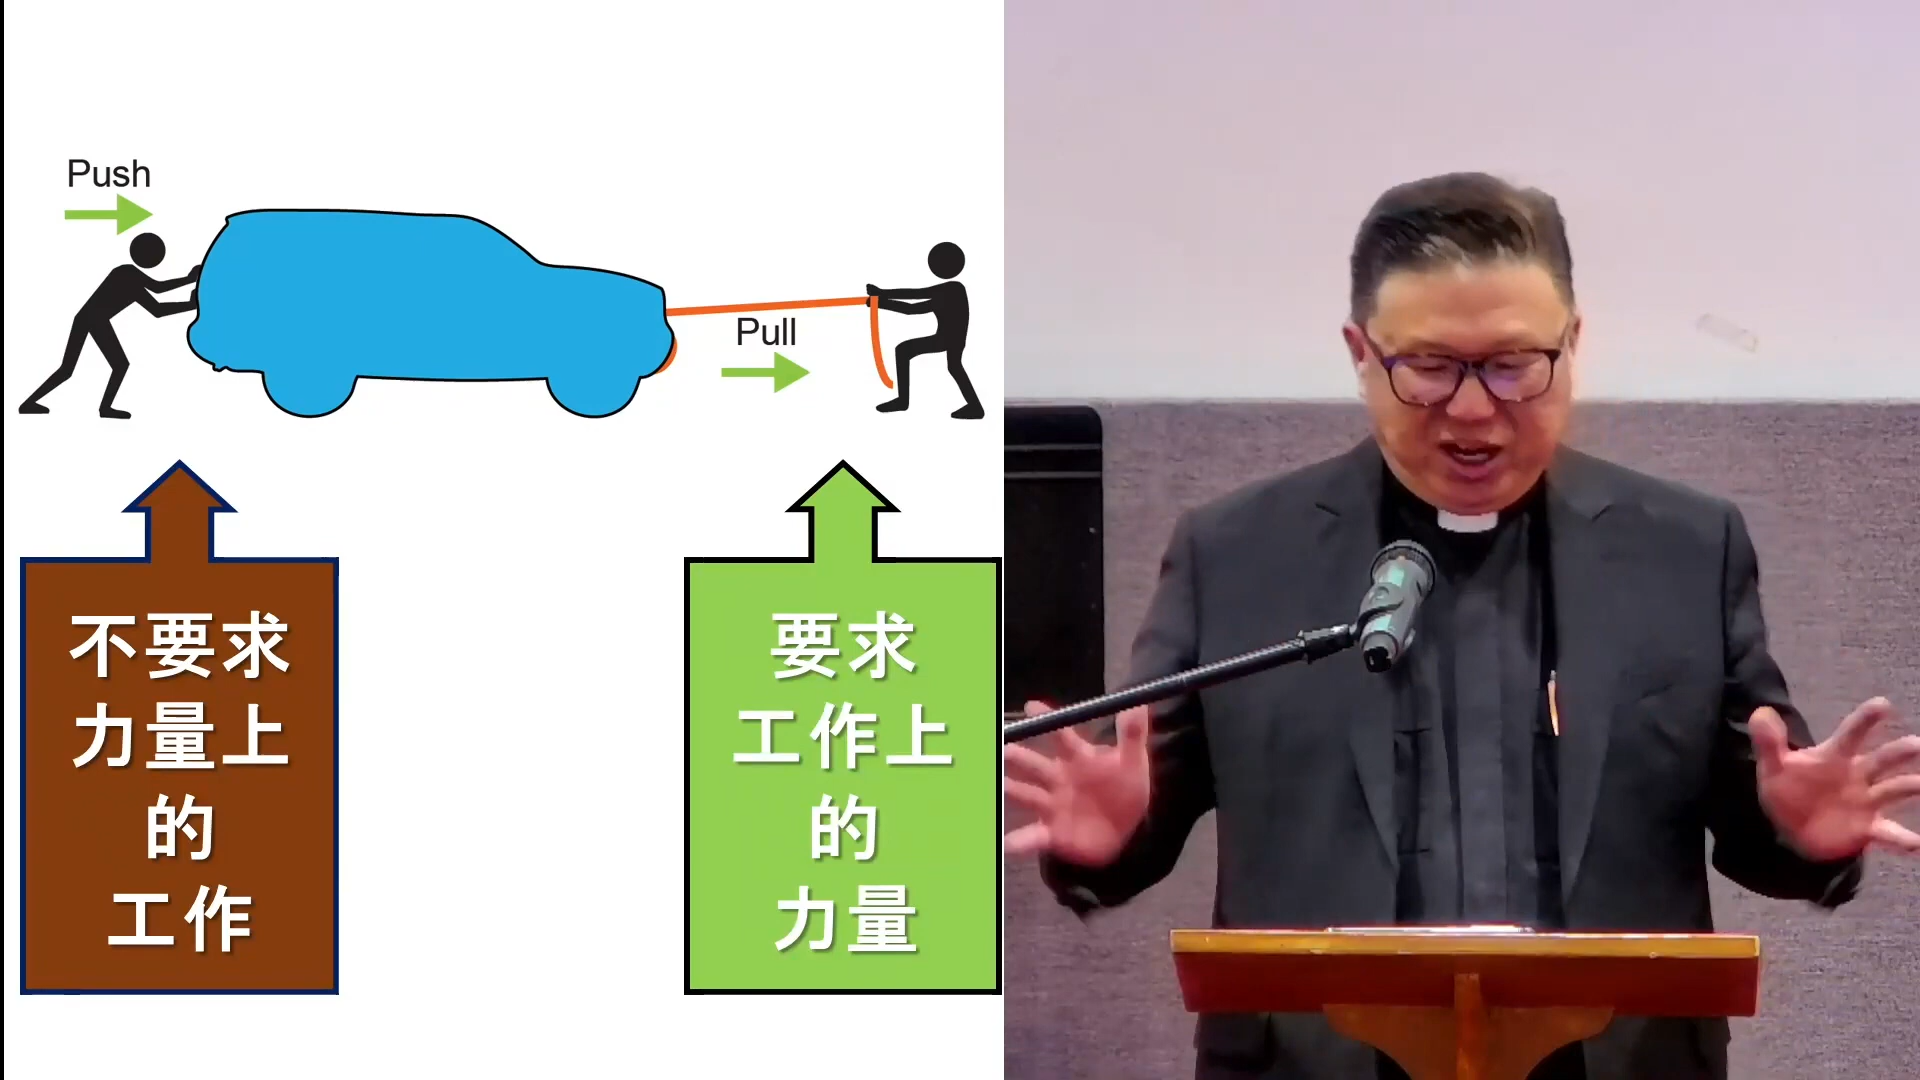 Push
Pull
不要求
力量上
的
工作
要求
工作上
的
力量